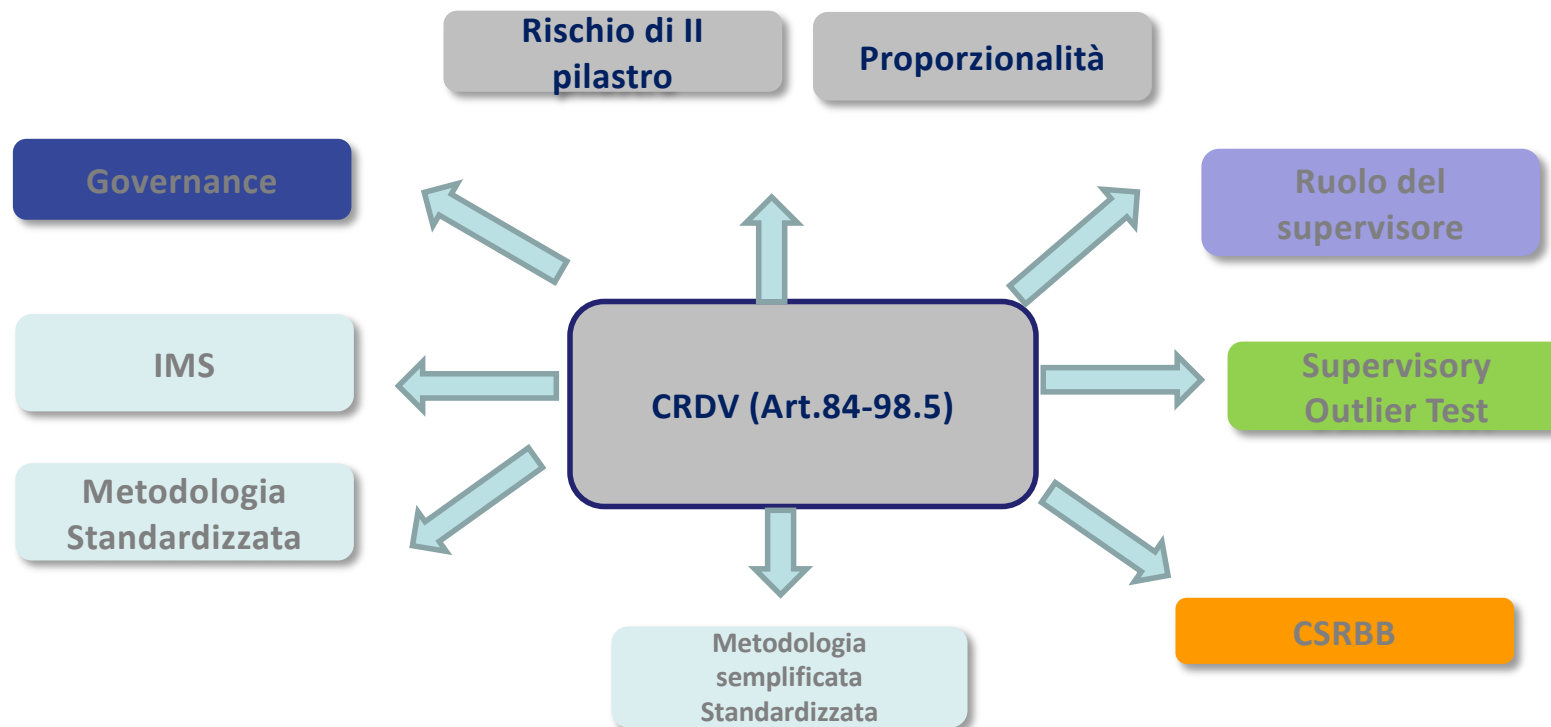 Rischio di II
pilastro
Proporzionalità
Governance
Ruolo del
supervisore
IMS
Supervisory
Outlier Test
CRDV (Art.84-98.5)
Metodologia
Standardizzata
CSRBB
Metodologia
semplificata
Standardizzata